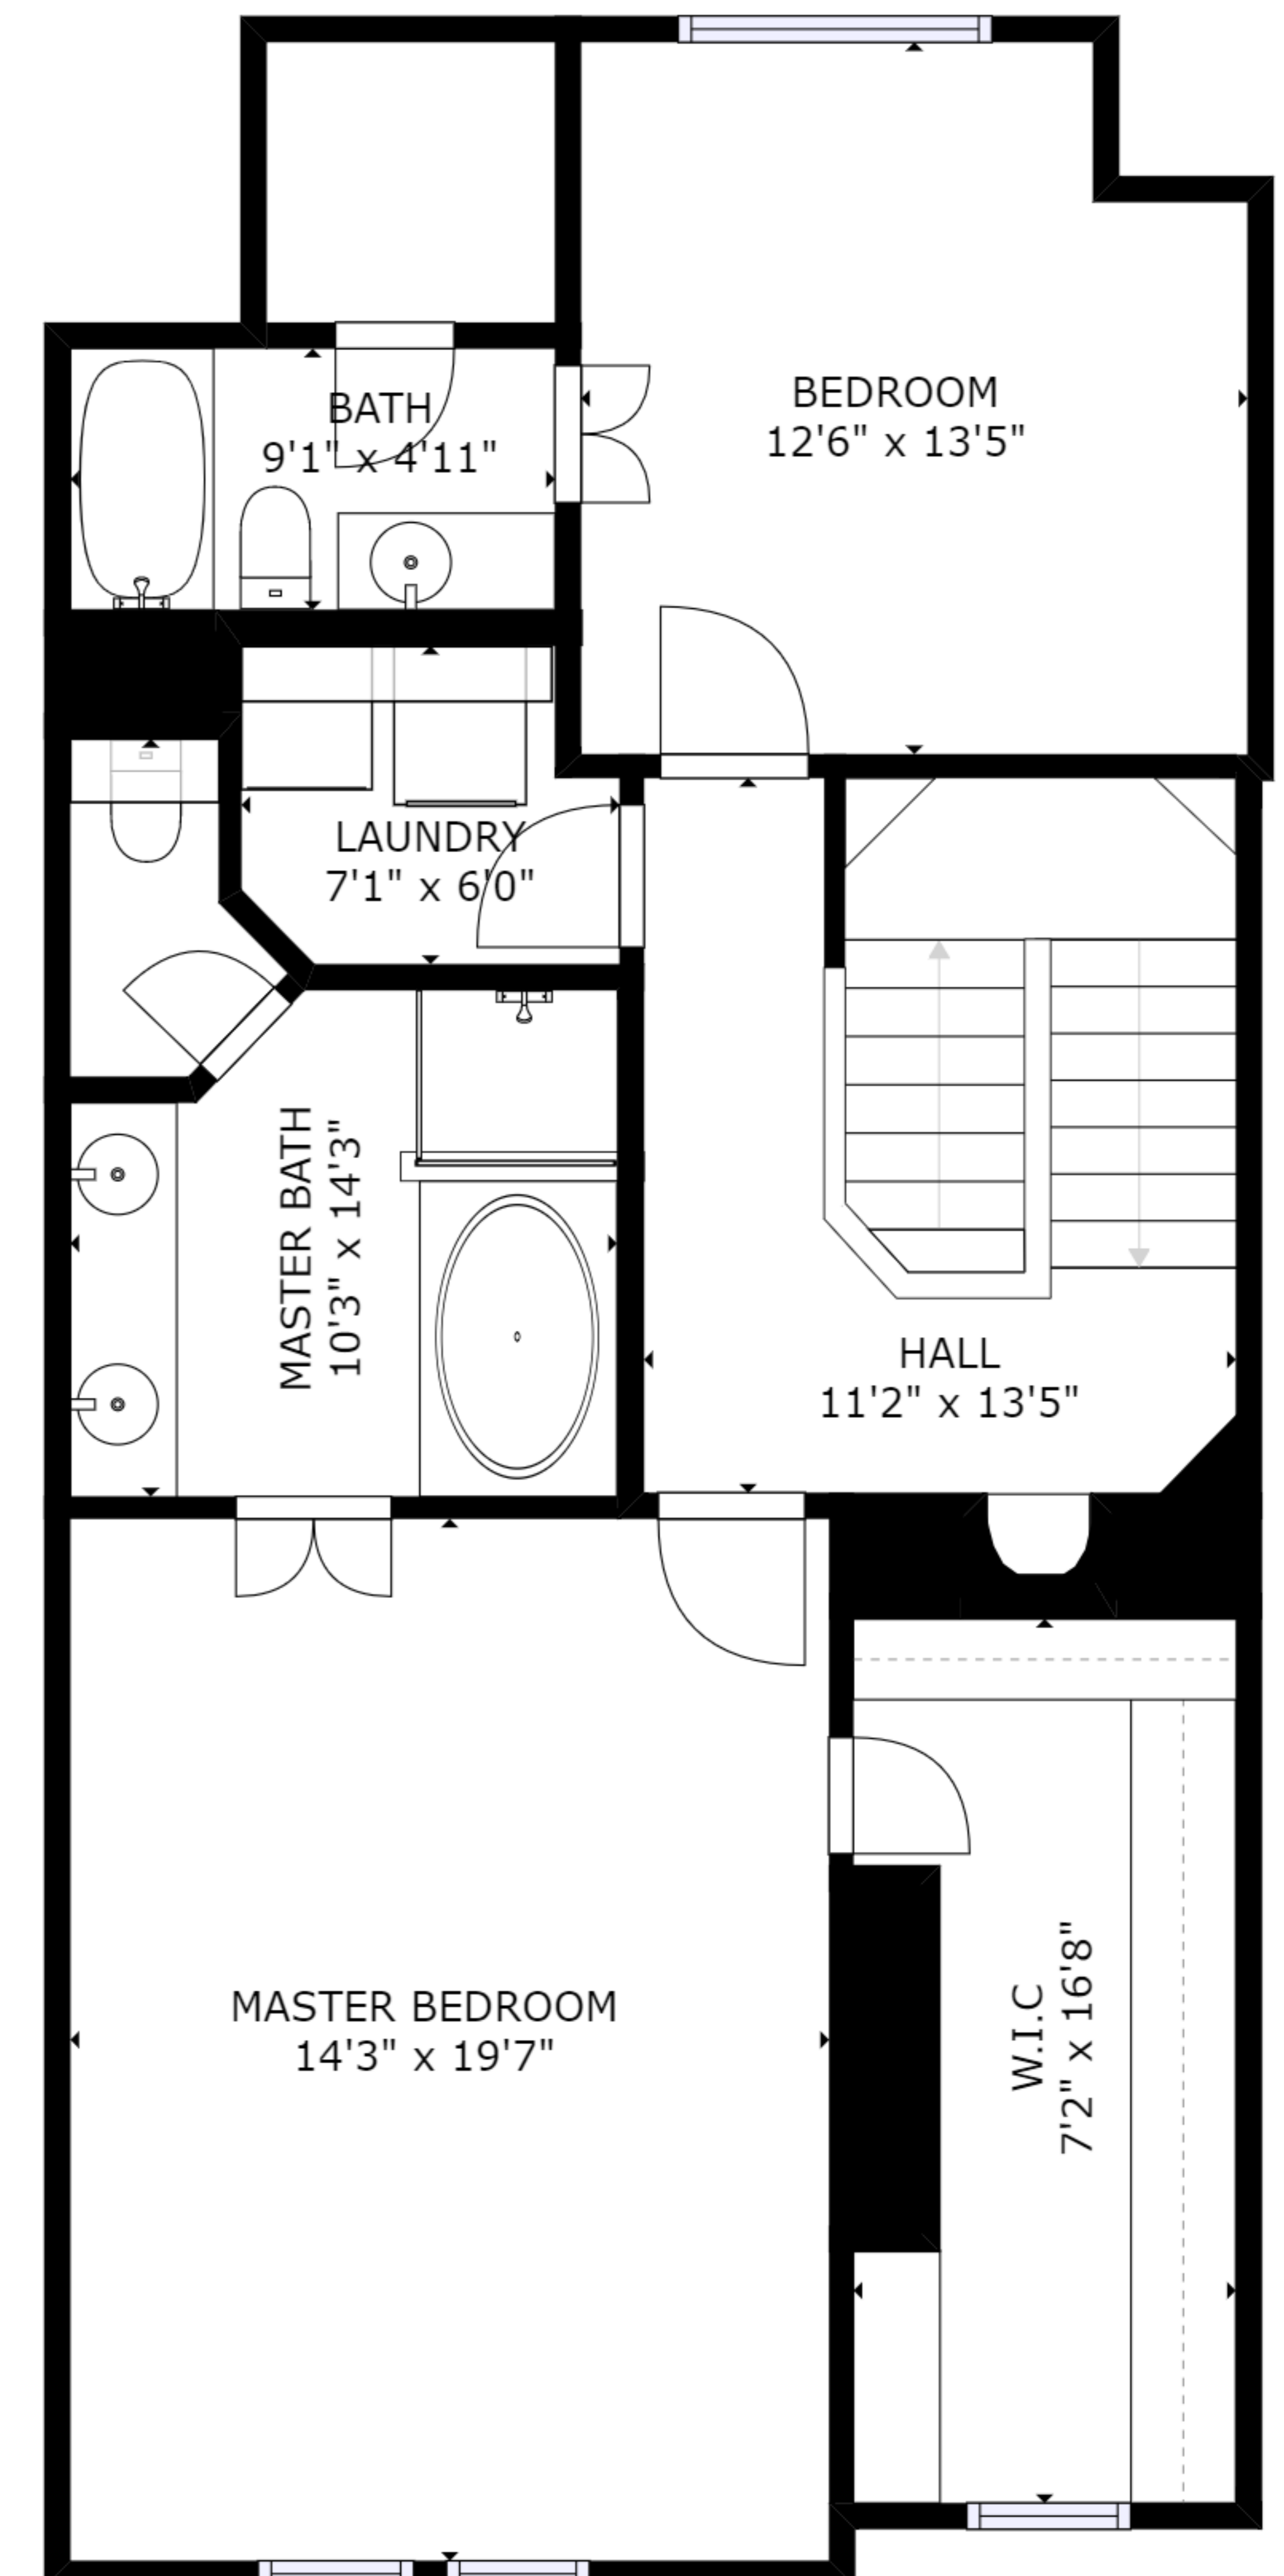 BEDROOM
12'6" x 13'5"
BATH
9'1" x 4'11"
LAUNDRY
7'1" x 6'0"
MASTER BATH
10'3" x 14'3"
HALL
11'2" x 13'5"
MASTER BEDROOM
14'3" x 19'7"
W.I.C
7'2" x 16'8"